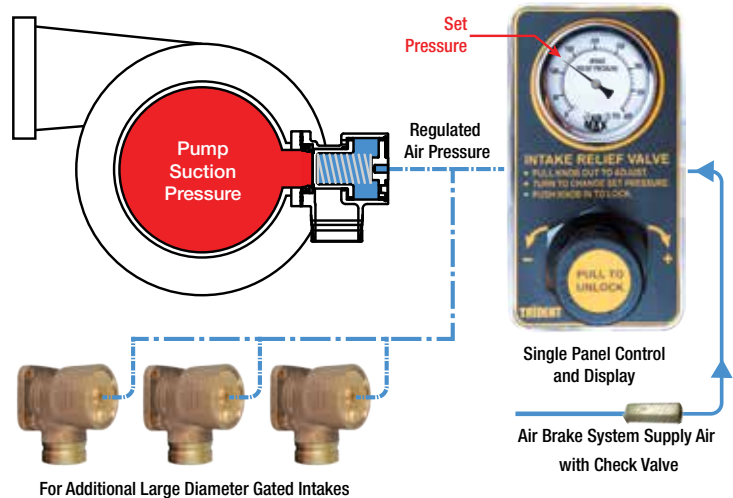 Set
Pressure
Pump
Suction
Pressure
Regulated
Air Pressure
INTAKE RELIEF VALVE
• PULL KNOB OUT TO ADJUST.
• TURN TO CHANGE SET PRESSURE.
• PUSH KNOB IN TO LOCK.
- +
PULL TO
UNLOCK
TRIDENT
Single Panel Control
and Display
Air Brake System Supply Air
with Check Valve
For Additional Large Diameter Gated Intakes